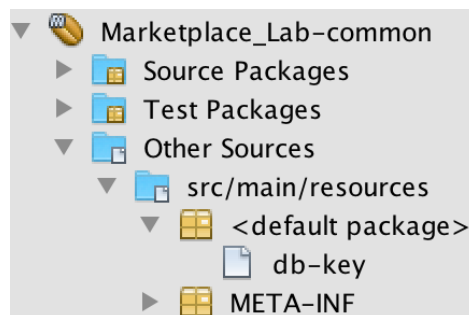 Marketplace_Lab-common
Source Packages
Test Packages
Other Sources
src/main/resources
<default package>
db-key
META-INF